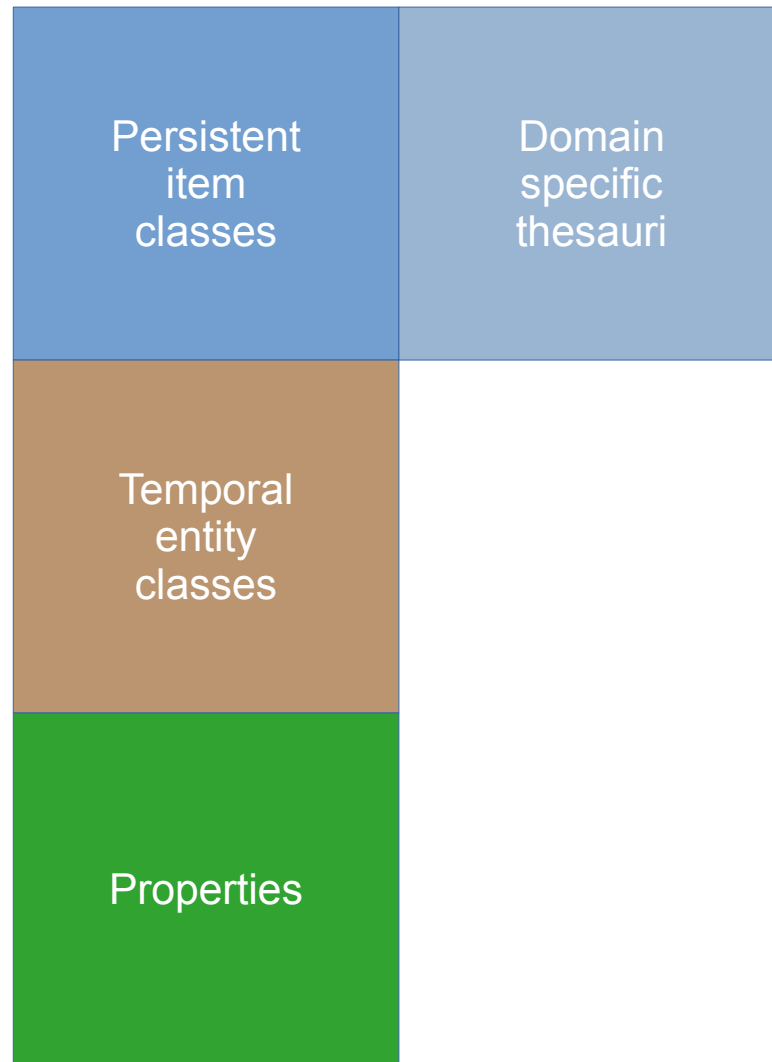 Persistent
item
classes
Domain
specific
thesauri
Temporal
entity
classes
Properties